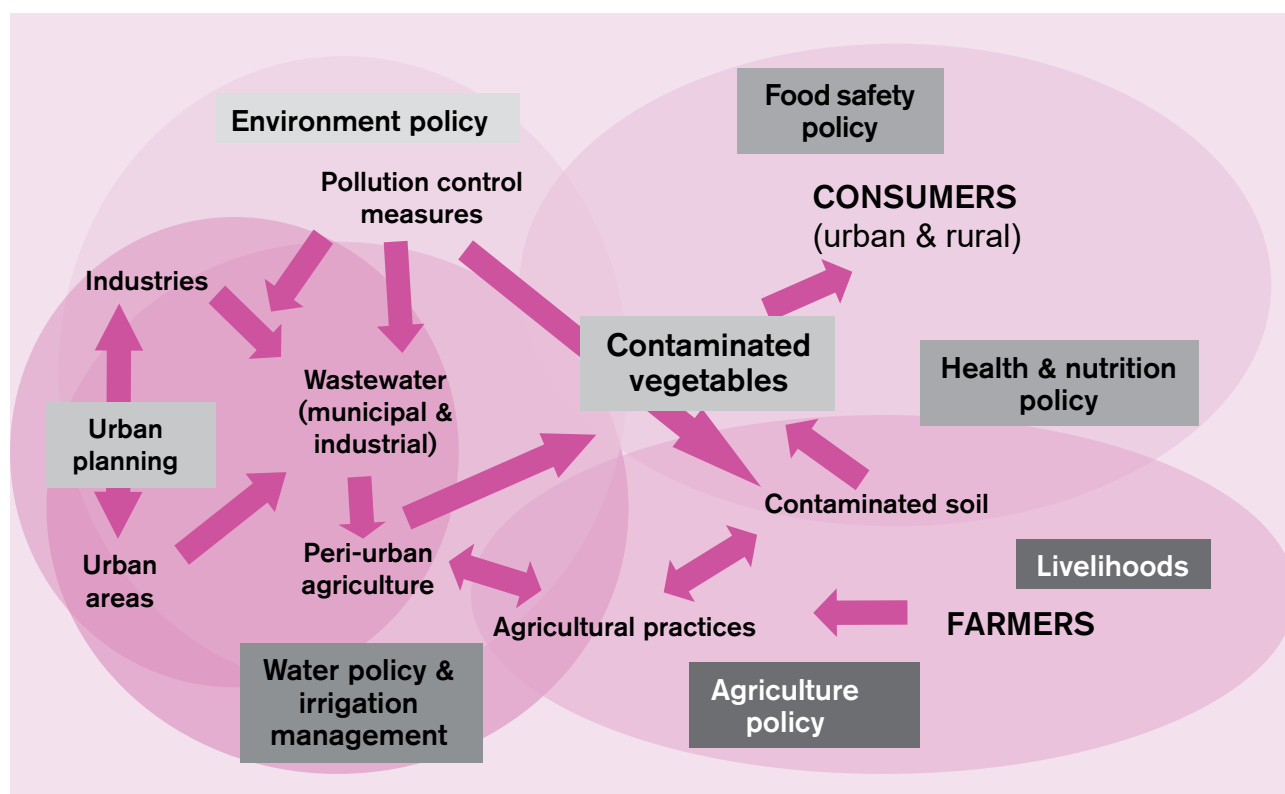 Environment policy
Food safety
policy
Pollution control
measures
CONSUMERS
(urban & rural)
Industries
Contaminated
vegetables
Health & nutrition
policy
Wastewater
(municipal &
industrial)
Urban
planning
Contaminated soil
Peri-urban
agriculture
Urban
areas
Livelihoods
Agricultural practices
FARMERS
Water policy &
irrigation
management
Agriculture
policy